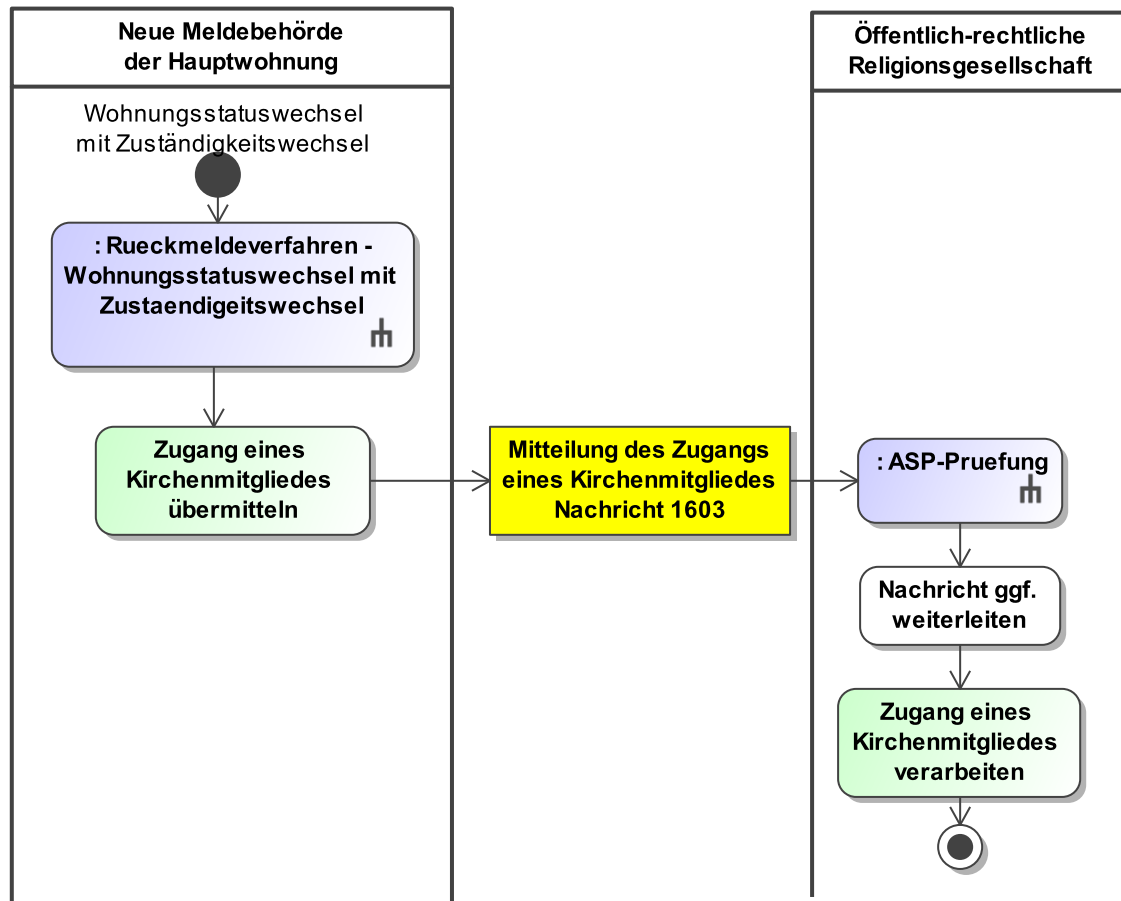 Neue Meldebehörde
der Hauptwohnung
Wohnungsstatuswechsel
mit Zuständigkeitswechsel
: Rueckmeldeverfahren -
Wohnungsstatuswechsel mit
Zustaendigeitswechsel
Zugang eines
Kirchenmitgliedes
übermitteln
Mitteilung des Zugangs
eines Kirchenmitgliedes
Nachricht 1603
Öffentlich-rechtliche
Religionsgesellschaft
: ASP-Pruefung
Nachricht ggf.
weiterleiten
Zugang eines
Kirchenmitgliedes
verarbeiten